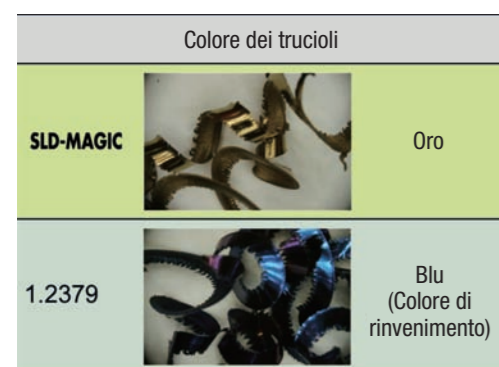 Colore dei trucioli
SLD-MAGIC
Oro
1.2379
Blu
(Colore di
rinvenimento)